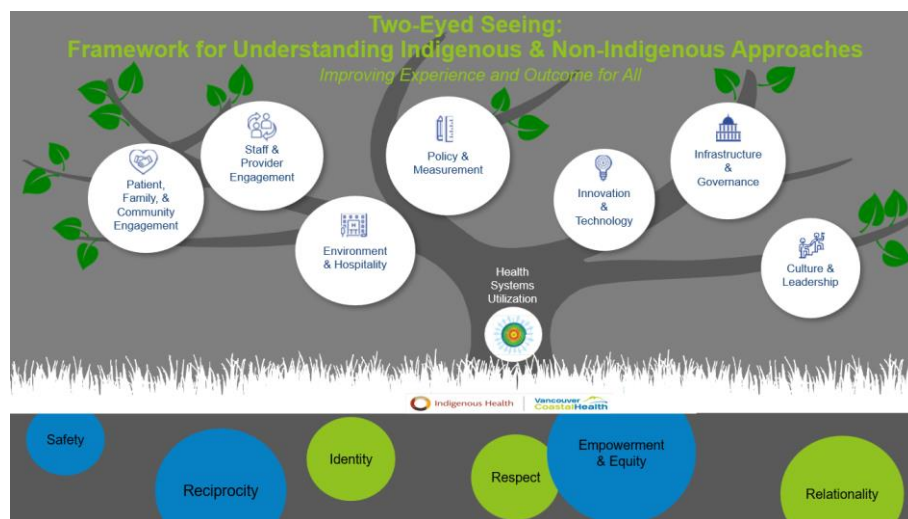 Two-Eyed Seeing:
Framework for Understanding Indigenous & Non-Indigenous Approaches
Improving Experience and Outcome for All
Patient,
Family, &
Community
Engagement
Staff &
Provider
Engagement
Environment
& Hospitality
Policy &
Measurement
Innovation
&
Technology
Infrastructure
&
Governance
Culture &
Leadership
Health
Systems
Utilization
Indigenous Health
Vancouver
CoastalHealth
Safety
Reciprocity
Identity
Respect
Empowerment
& Equity
Relationality